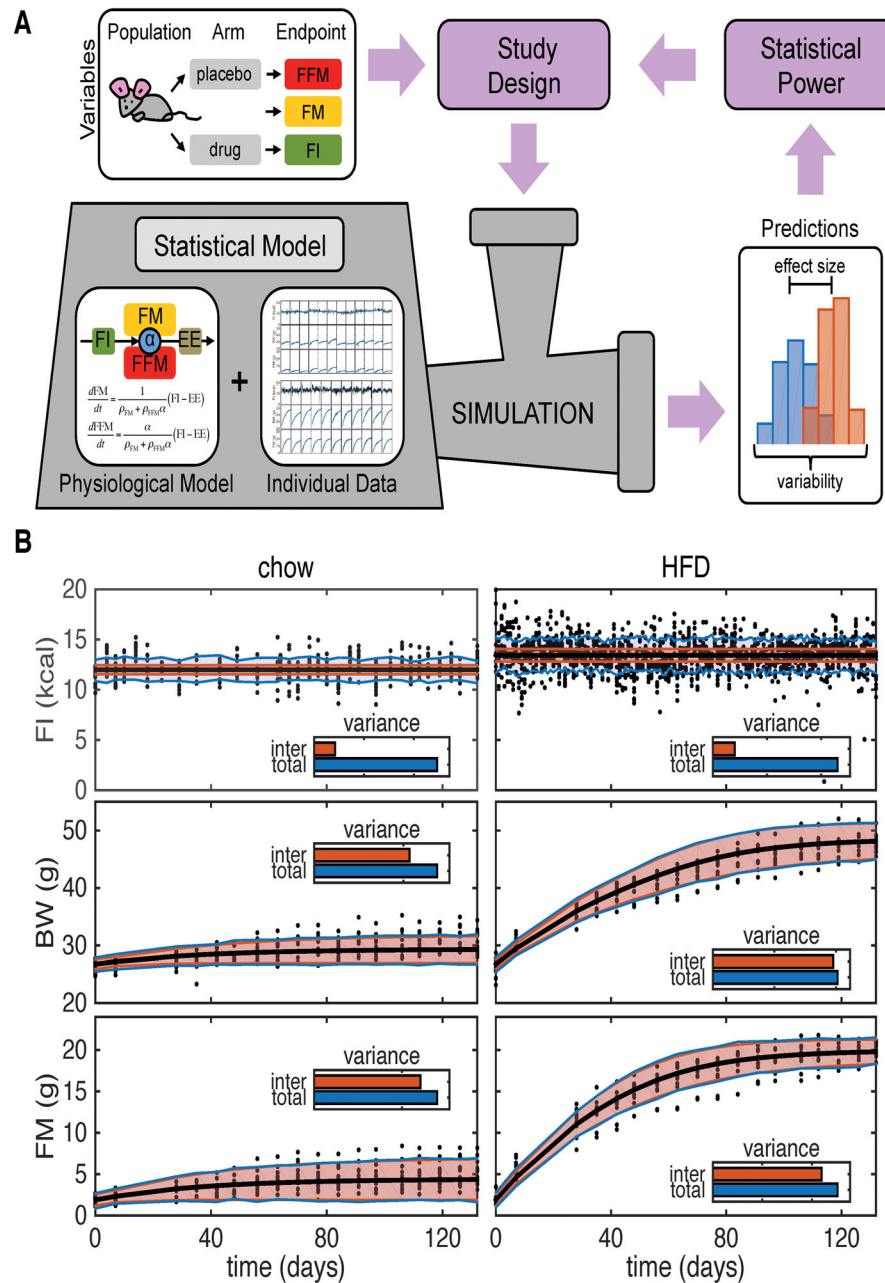 A
Variables
Population Arm Endpoint
placebo
drug
FFM
FM
FI
Study
Design
Statistical
Power
Statistical Model
FM
FI α EE
FFM
dFM/dt = 1/(ρFM + ρFFMα) (FI − EE)
dFFM/dt = α/(ρFM + ρFFMα) (FI − EE)
Physiological Model
+
Individual Data
SIMULATION
Predictions
effect size
variability
B
chow
HFD
FI (kcal)
20
15
10
5
0
variance
inter
total
variance
inter
total
BW (g)
50
40
30
20
variance
inter
total
variance
inter
total
FM (g)
20
15
10
5
0
variance
inter
total
variance
inter
total
0 40 80 120
time (days)
0 40 80 120
time (days)